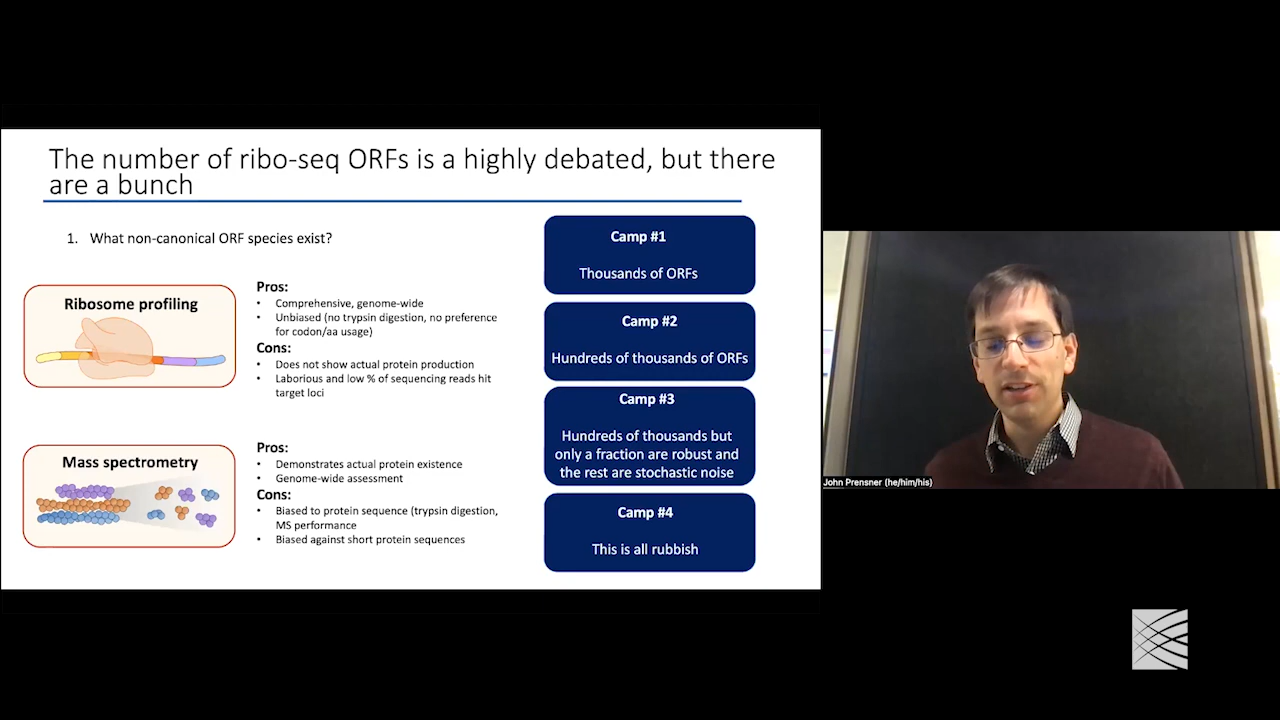 The number of ribo-seq ORFs is a highly debated, but there
are a bunch
1. What non-canonical ORF species exist?
Ribosome profiling
Pros:
• Comprehensive, genome-wide
• Unbiased (no trypsin digestion, no preference
for codon/aa usage)
Cons:
• Does not show actual protein production
• Laborious and low % of sequencing reads hit
target loci
Mass spectrometry
Pros:
• Demonstrates actual protein existence
• Genome-wide assessment
Cons:
• Biased to protein sequence (trypsin digestion,
MS performance
• Biased against short protein sequences
Camp #1
Thousands of ORFs
Camp #2
Hundreds of thousands of ORFs
Camp #3
Hundreds of thousands but
only a fraction are robust and
the rest are stochastic noise
Camp #4
This is all rubbish
John Prensner (he/him/his)